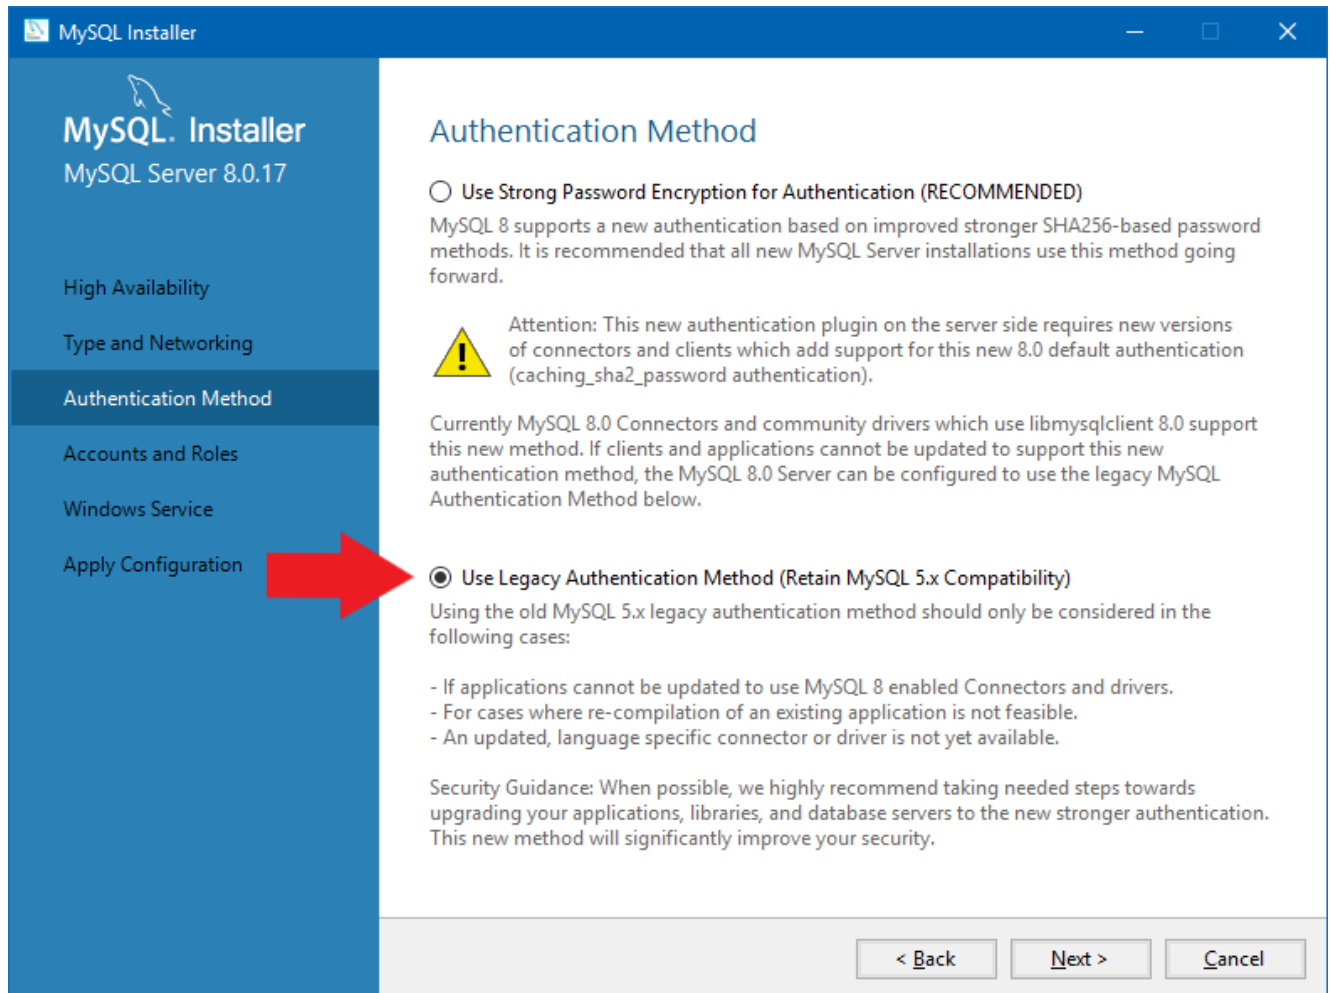 MySQL Installer
MySQL. Installer
MySQL Server 8.0.17
High Availability
Type and Networking
Authentication Method
Accounts and Roles
Windows Service
Apply Configuration
Authentication Method
Use Strong Password Encryption for Authentication (RECOMMENDED)
MySQL 8 supports a new authentication based on improved stronger SHA256-based password
methods. It is recommended that all new MySQL Server installations use this method going
forward.
Attention: This new authentication plugin on the server side requires new versions
of connectors and clients which add support for this new 8.0 default authentication
(caching_sha2_password authentication).
Currently MySQL 8.0 Connectors and community drivers which use libmysqlclient 8.0 support
this new method. If clients and applications cannot be updated to support this new
authentication method, the MySQL 8.0 Server can be configured to use the legacy MySQL
Authentication Method below.
Use Legacy Authentication Method (Retain MySQL 5.x Compatibility)
Using the old MySQL 5.x legacy authentication method should only be considered in the
following cases:
- If applications cannot be updated to use MySQL 8 enabled Connectors and drivers.
- For cases where re-compilation of an existing application is not feasible.
- An updated, language specific connector or driver is not yet available.
Security Guidance: When possible, we highly recommend taking needed steps towards
upgrading your applications, libraries, and database servers to the new stronger authentication.
This new method will significantly improve your security.
< Back
Next >
Cancel